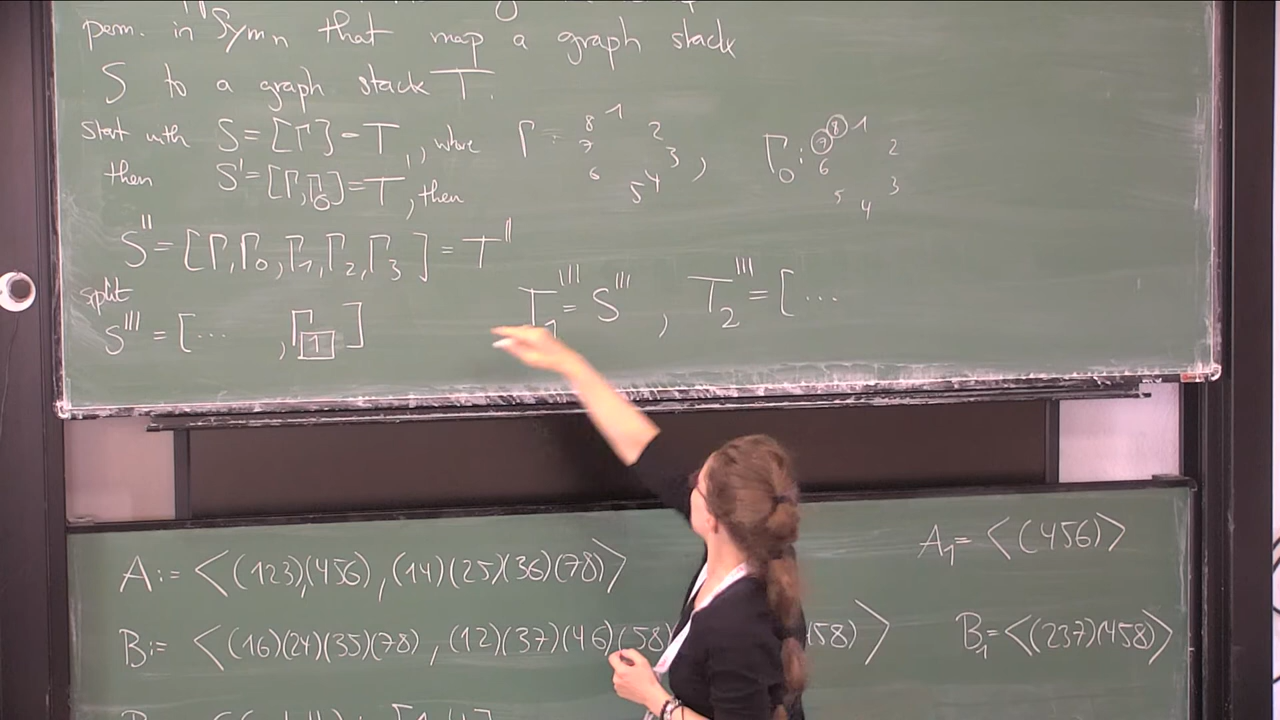 perm. in Sym n that map a graph stack
S to a graph stack T.
start with S = [Γ] = T, where Γ: 1 2 3 4 5 6 7 8 , Γ0: 1 2 3 4 5 6 7 8
then S' = [Γ, Γ0] = T', then
S'' = [Γ, Γ0, Γ1, Γ2, Γ3] = T''
split
S''' = [... , Γ1] T1''' = S''' , T2''' = [...
A := <(123)(456), (14)(25)(36)(78)> A1 = <(456)>
B := <(16)(24)(35)(78), (12)(37)(46)(58) (58)> B1 = <(237)(458)>